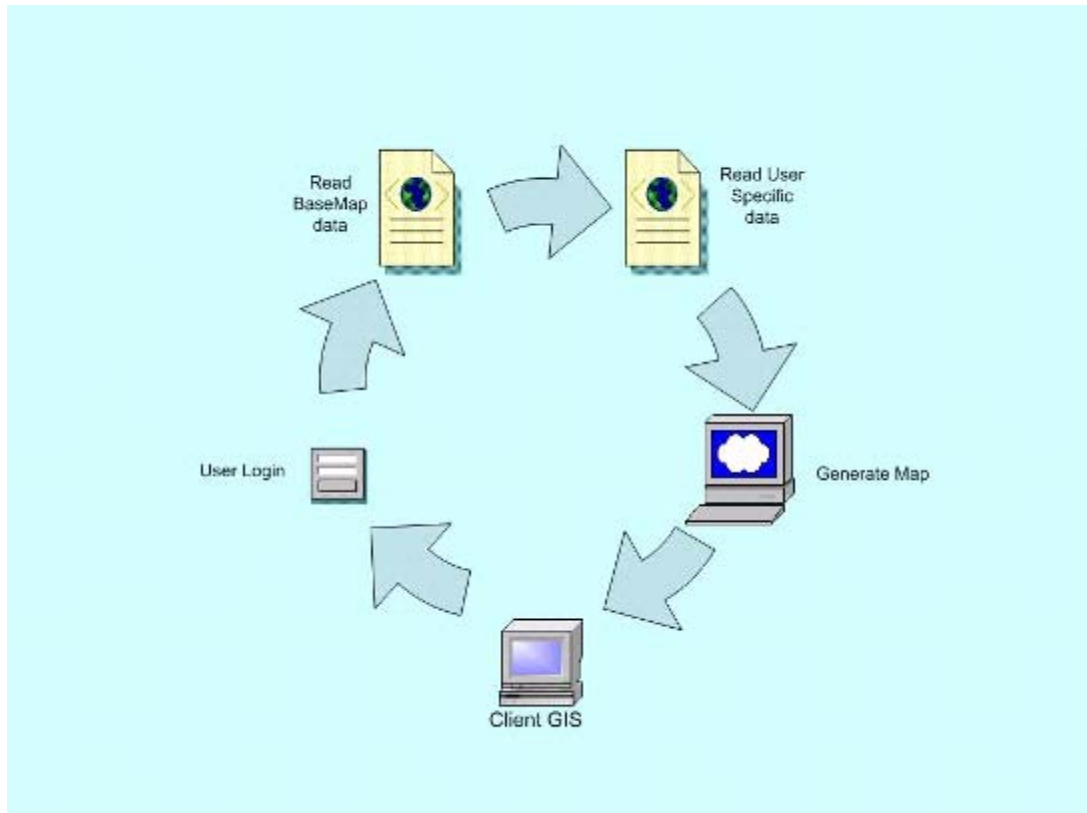 Read
BaseMap
data
Read User
Specific
data
User Login
Generate Map
Client GIS